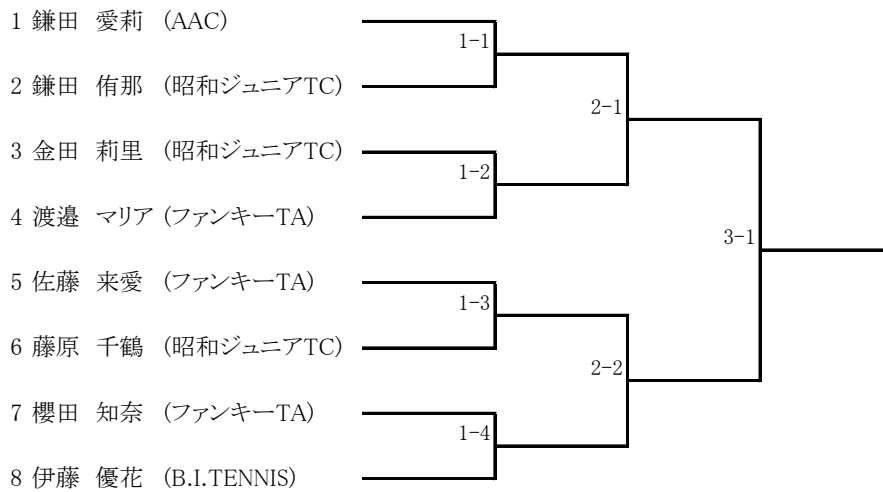 1 鎌田 愛莉 (AAC)
1-1
2 鎌田 侑那 (昭和ジュニアTC)
2-1
3 金田 莉里 (昭和ジュニアTC)
1-2
4 渡邉 マリア (ファンキーTA)
3-1
5 佐藤 来愛 (ファンキーTA)
1-3
6 藤原 千鶴 (昭和ジュニアTC)
2-2
7 櫻田 知奈 (ファンキーTA)
1-4
8 伊藤 優花 (B.I.TENNIS)